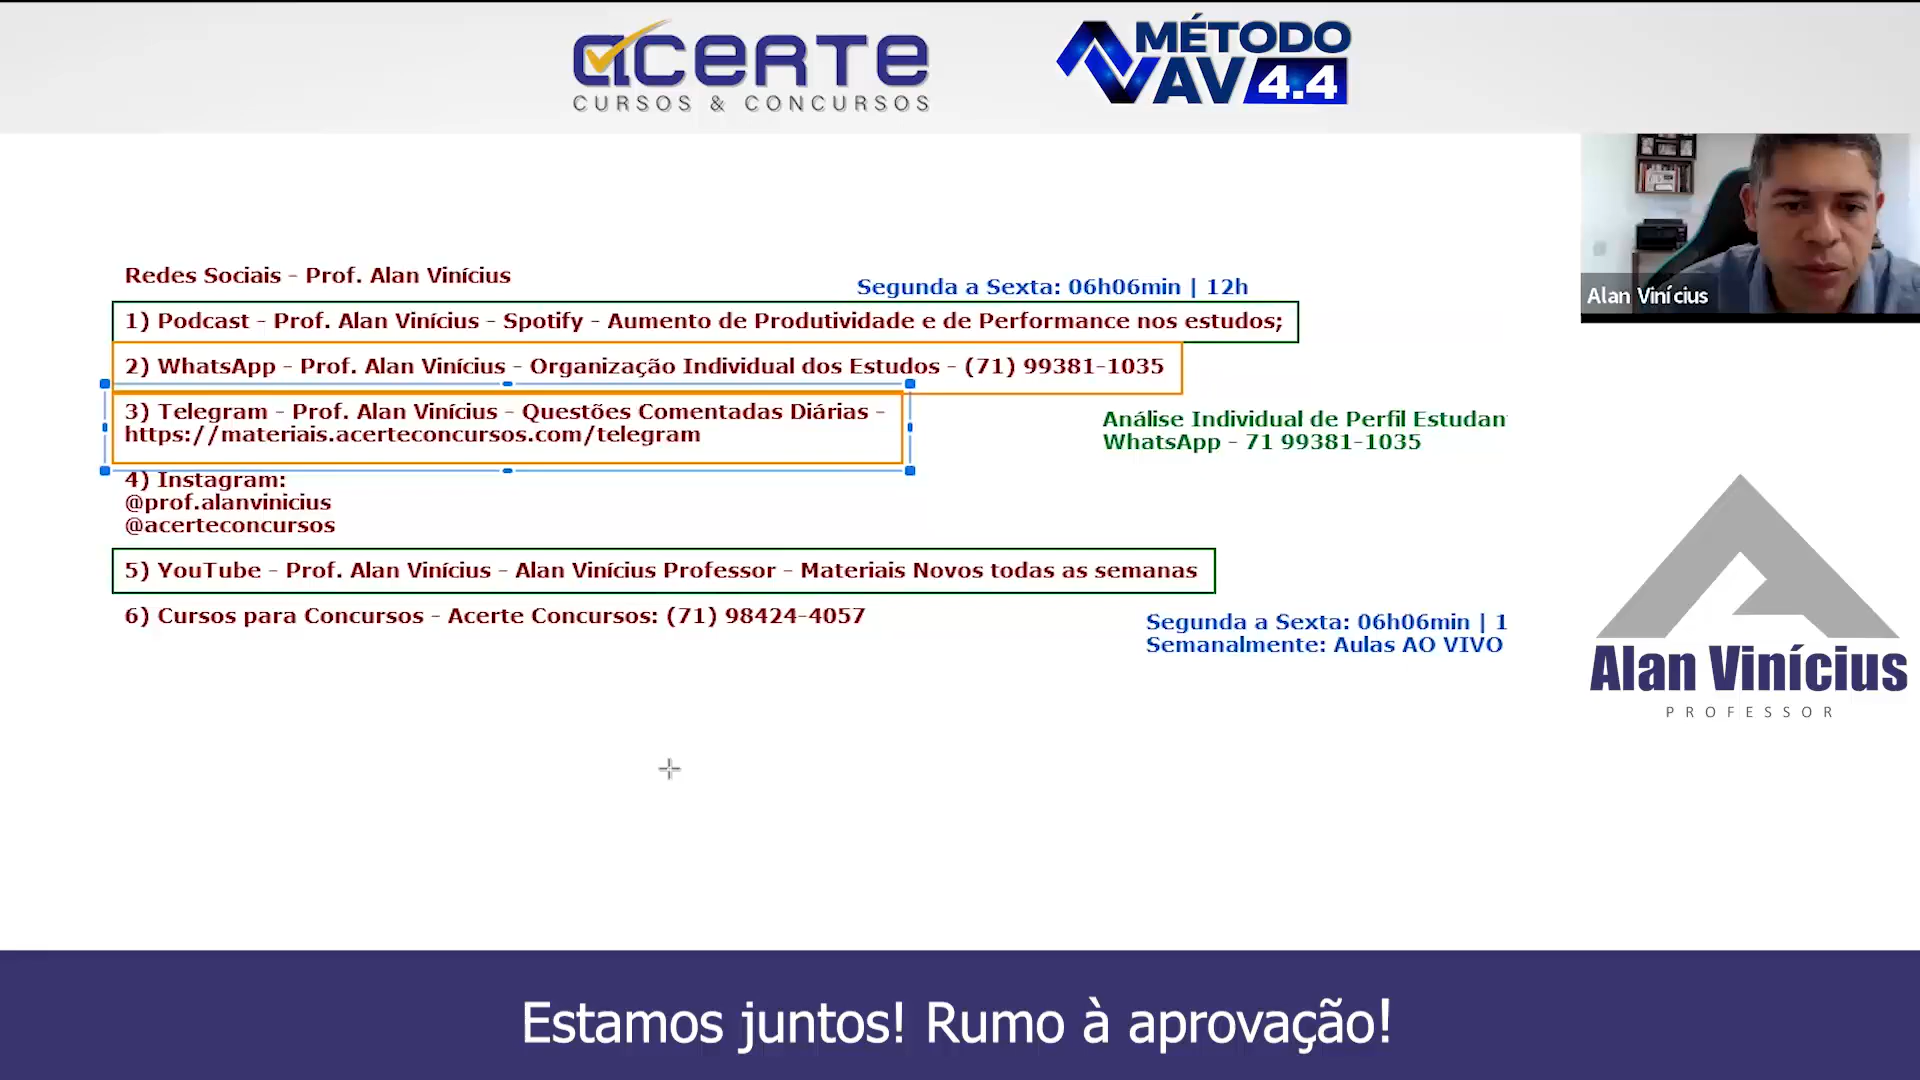 acerte
CURSOS & CONCURSOS
MÉTODO
AV 4.4
Alan Vinícius
Redes Sociais - Prof. Alan Vinícius
Segunda a Sexta: 06h06min | 12h
1) Podcast - Prof. Alan Vinícius - Spotify - Aumento de Produtividade e de Performance nos estudos;
2) WhatsApp - Prof. Alan Vinícius - Organização Individual dos Estudos - (71) 99381-1035
3) Telegram - Prof. Alan Vinícius - Questões Comentadas Diárias -
https://materiais.acerteconcursos.com/telegram
Análise Individual de Perfil Estudan
WhatsApp - 71 99381-1035
4) Instagram:
@prof.alanvinicius
@acerteconcursos
5) YouTube - Prof. Alan Vinícius - Alan Vinícius Professor - Materiais Novos todas as semanas
6) Cursos para Concursos - Acerte Concursos: (71) 98424-4057
Segunda a Sexta: 06h06min | 1
Semanalmente: Aulas AO VIVO
Alan Vinícius
PROFESSOR
Estamos juntos! Rumo à aprovação!